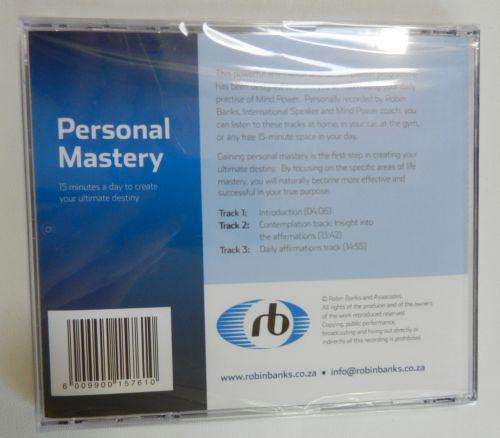 Personal
Mastery
15 minutes a day to create
your ultimate destiny
This powerful
has been daily
practise of Mind Power. Personally recorded by Robin
Banks, International Speaker and Mind Power coach, you
can listen to these tracks at home, in your car, at the gym,
or any free 15-minute space in your day.
Gaining personal mastery is the first step in creating your
ultimate destiny. By focusing on the specific areas of life
mastery, you will naturally become more effective and
successful in your true purpose.
Track 1: Introduction (04:06)
Track 2: Contemplation track: Insight into
the affirmations (13:42)
Track 3: Daily affirmations track (14:55)
rb
© Robin Banks and Associates.
All rights of the producer and of the owners
of the work reproduced reserved.
Copying, public performance,
broadcasting and hiring out directly or
indirectly of this recording is prohibited.
6 009900 157610
www.robinbanks.co.za • info@robinbanks.co.za